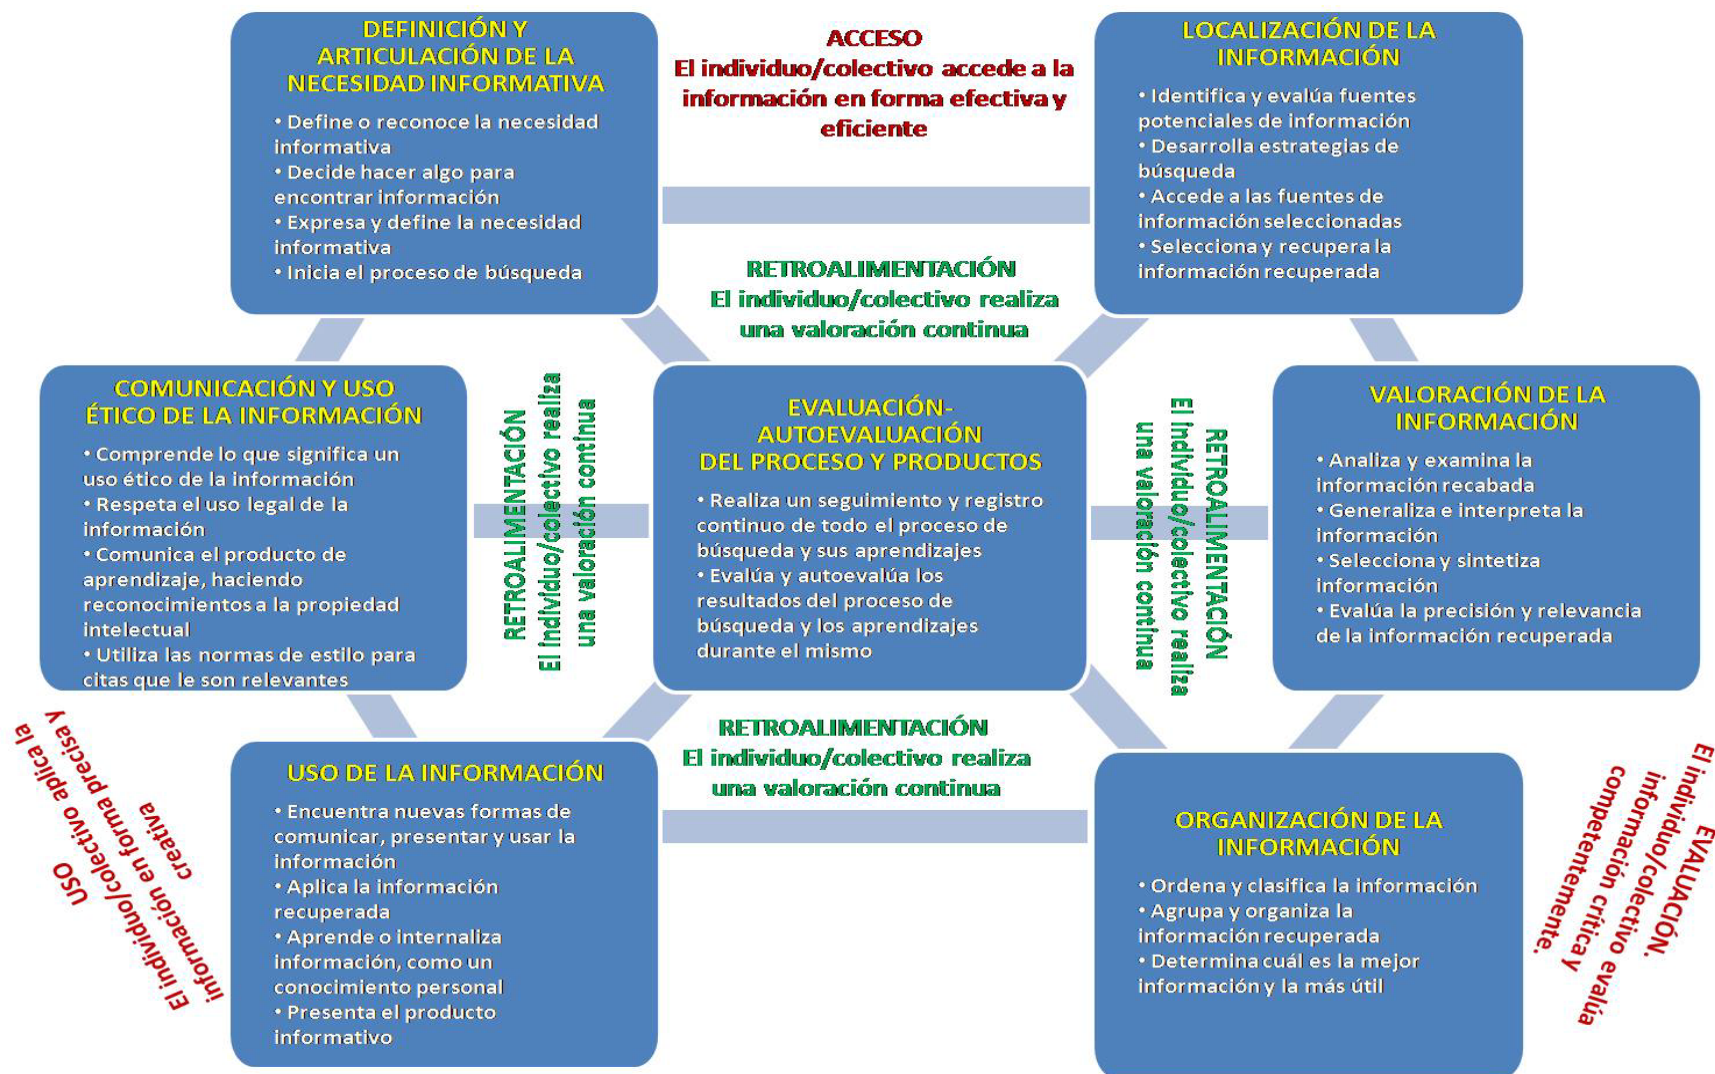 DEFINICIÓN Y
ARTICULACIÓN DE LA
NECESIDAD INFORMATIVA
• Define o reconoce la necesidad
informativa
• Decide hacer algo para
encontrar información
• Expresa y define la necesidad
informativa
• Inicia el proceso de búsqueda
ACCESO
El individuo/colectivo accede a la
información en forma efectiva y
eficiente
LOCALIZACIÓN DE LA
INFORMACIÓN
• Identifica y evalúa fuentes
potenciales de información
• Desarrolla estrategias de
búsqueda
• Accede a las fuentes de
información seleccionadas
• Selecciona y recupera la
información recuperada
RETROALIMENTACIÓN
El individuo/colectivo realiza
una valoración continua
COMUNICACIÓN Y USO
ÉTICO DE LA INFORMACIÓN
• Comprende lo que significa un
uso ético de la información
• Respeta el uso legal de la
información
• Comunica el producto de
aprendizaje, haciendo
reconocimientos a la propiedad
intelectual
• Utiliza las normas de estilo para
citas que le son relevantes
RETROALIMENTACIÓN
El individuo/colectivo realiza
una valoración continua
EVALUACIÓN-
AUTOEVALUACIÓN
DEL PROCESO Y PRODUCTOS
• Realiza un seguimiento y registro
continuo de todo el proceso de
búsqueda y sus aprendizajes
• Evalúa y autoevalúa los
resultados del proceso de
búsqueda y los aprendizajes
durante el mismo
RETROALIMENTACIÓN
El individuo/colectivo realiza
una valoración continua
VALORACIÓN DE LA
INFORMACIÓN
• Analiza y examina la
información recabada
• Generaliza e interpreta la
información
• Selecciona y sintetiza
información
• Evalúa la precisión y relevancia
de la información recuperada
RETROALIMENTACIÓN
El individuo/colectivo realiza
una valoración continua
USO
El individuo/colectivo aplica la
información en forma precisa y
creativa
USO DE LA INFORMACIÓN
• Encuentra nuevas formas de
comunicar, presentar y usar la
información
• Aplica la información
recuperada
• Aprende o internaliza
información, como un
conocimiento personal
• Presenta el producto
informativo
ORGANIZACIÓN DE LA
INFORMACIÓN
• Ordena y clasifica la información
• Agrupa y organiza la
información recuperada
• Determina cuál es la mejor
información y la más útil
EVALUACIÓN.
El individuo/colectivo evalúa
información crítica y
competentemente.